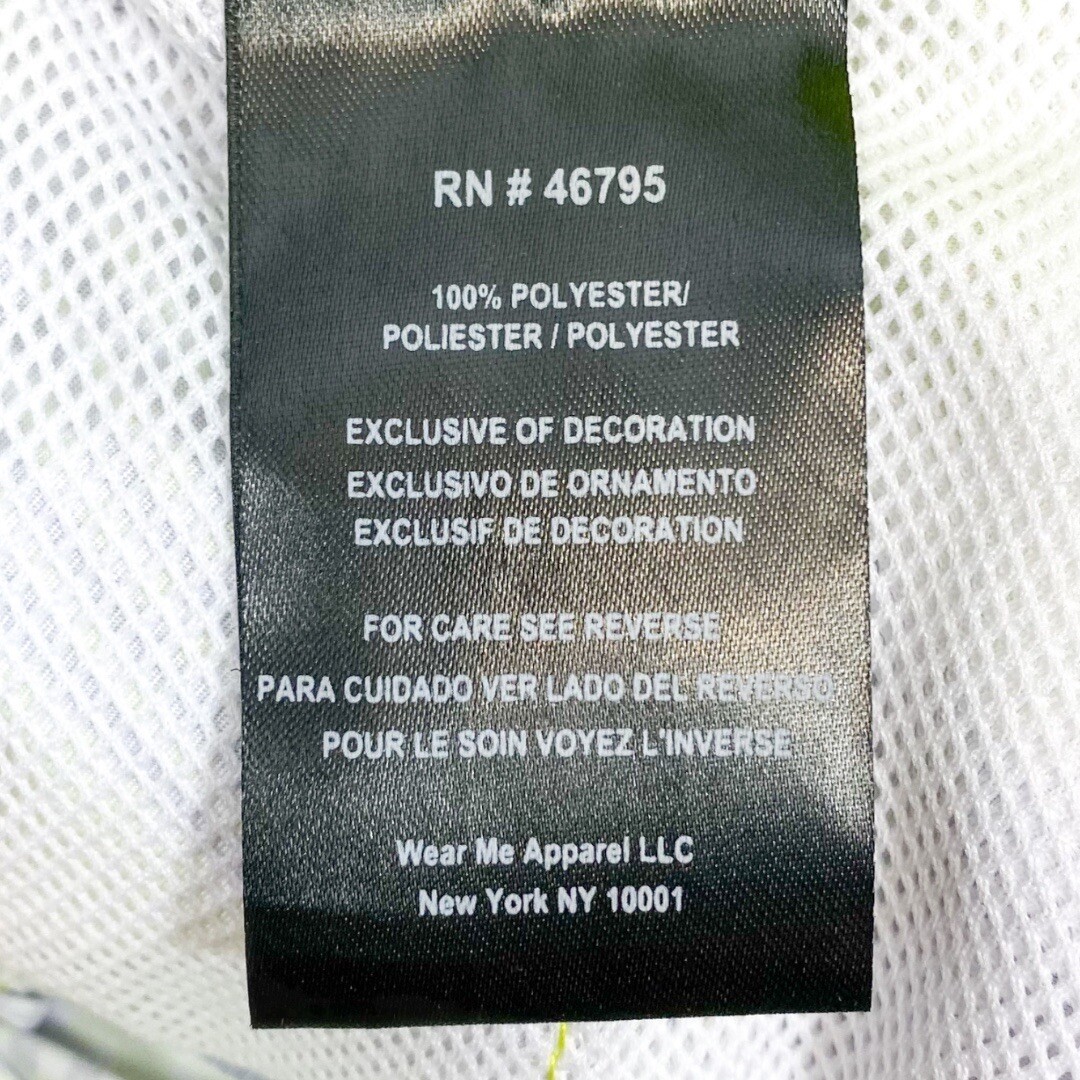 RN # 46795
100% POLYESTER/
POLIESTER / POLYESTER
EXCLUSIVE OF DECORATION
EXCLUSIVO DE ORNAMENTO
EXCLUSIF DE DECORATION
FOR CARE SEE REVERSE
PARA CUIDADO VER LADO DEL REVERSO
POUR LE SOIN VOYEZ L'INVERSE
Wear Me Apparel LLC
New York NY 10001